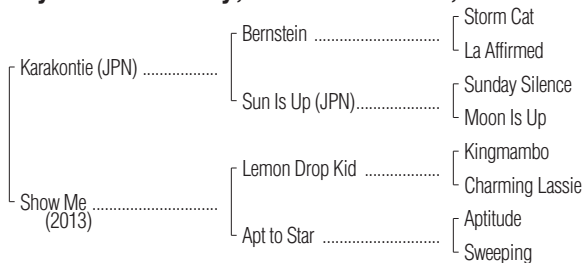 Storm Cat
Bernstein ......................
La Affirmed
Karakontie (JPN) .................
Sunday Silence
Sun Is Up (JPN)...................
Moon Is Up
Kingmambo
Lemon Drop Kid .................
Charming Lassie
Show Me ............................
(2013)
Aptitude
Apt to Star ........................
Sweeping